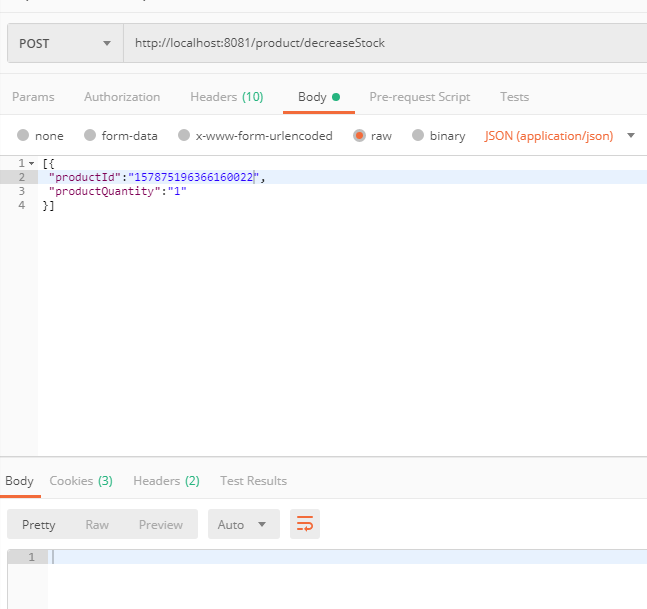 POST http://localhost:8081/product/decreaseStock
Params Authorization Headers (10) Body Pre-request Script Tests
none form-data x-www-form-urlencoded raw binary JSON (application/json)
1 [{
2 "productId":"157875196366160022",
3 "productQuantity":"1"
4 }]
Body Cookies (3) Headers (2) Test Results
Pretty Raw Preview Auto
1